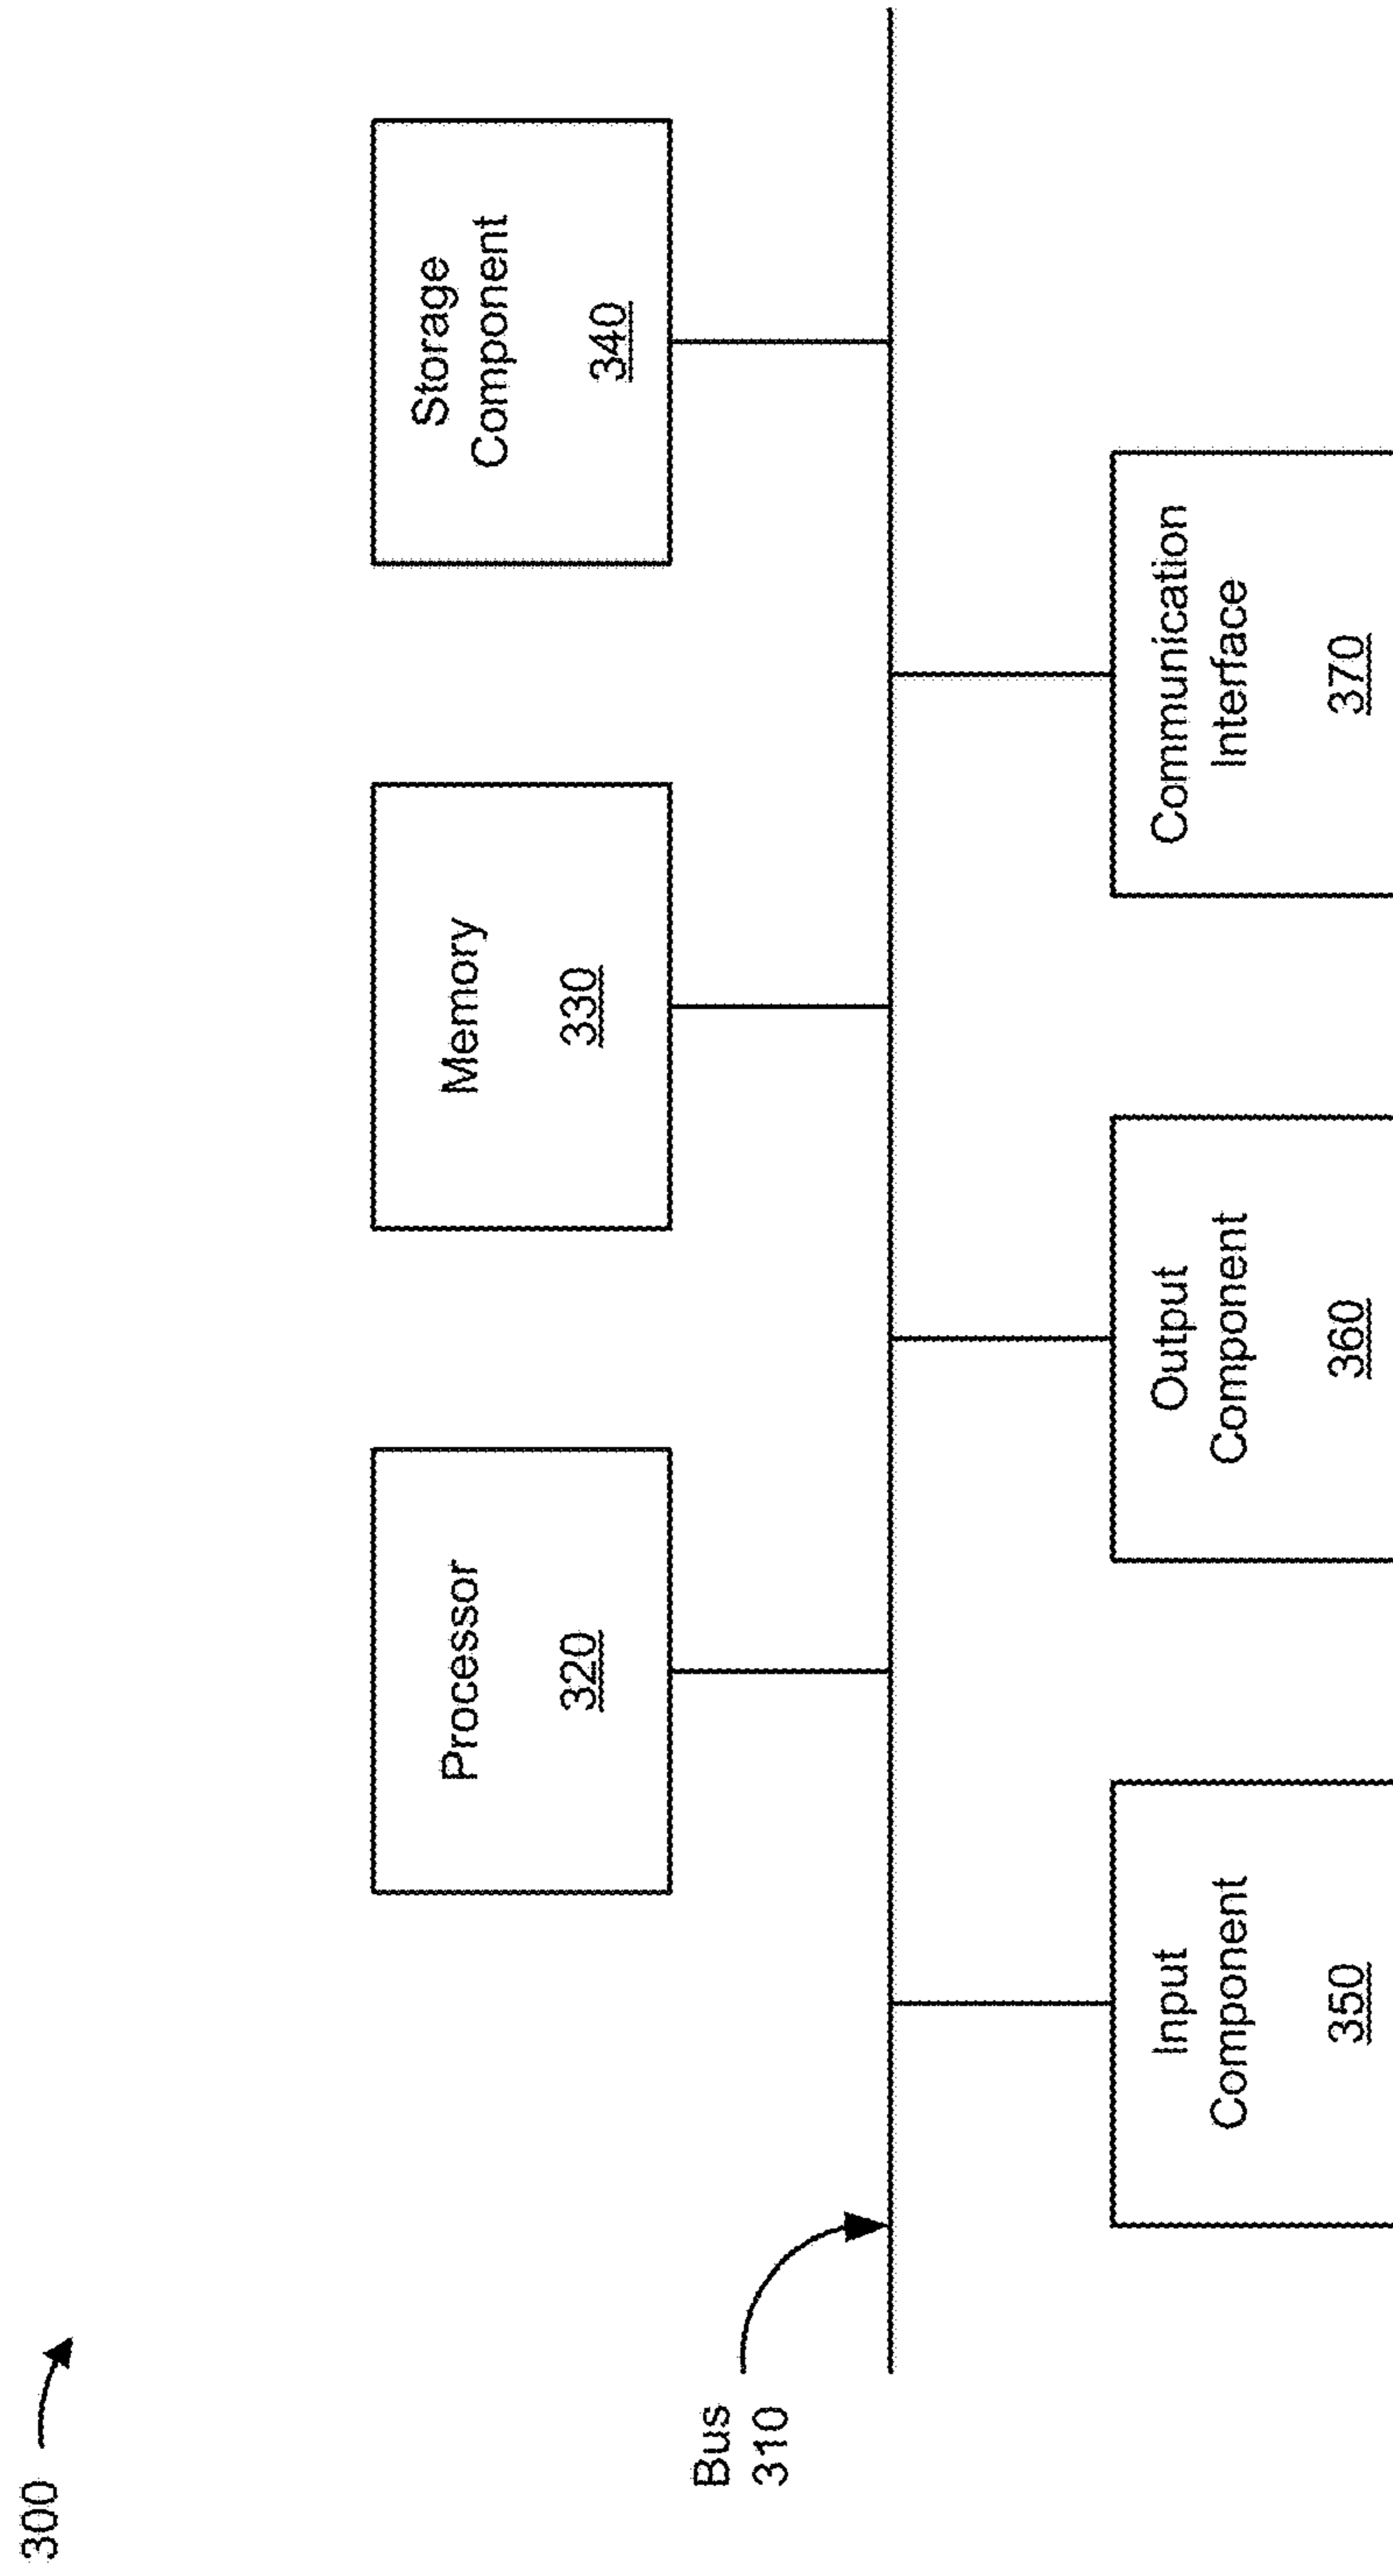 300
Processor
320
Memory
330
Storage
Component
340
Bus
310
Input
Component
350
Output
Component
360
Communication
Interface
370